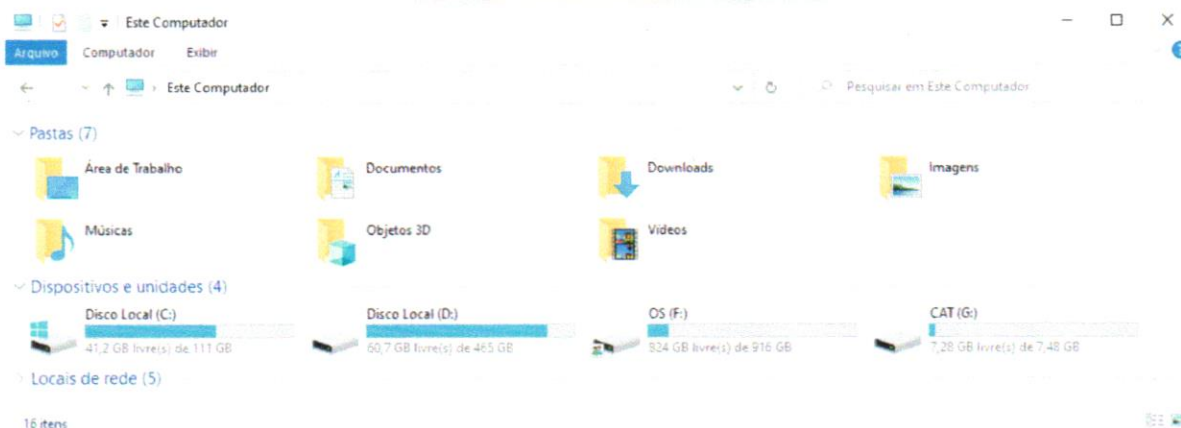 Este Computador
Arquivo Computador Exibir
Este Computador
Pesquisar em Este Computador
Pastas (7)
Área de Trabalho Documentos Downloads Imagens
Músicas Objetos 3D Vídeos
Dispositivos e unidades (4)
Disco Local (C:) Disco Local (D:) OS (F:) CAT (G:)
41,2 GB livre(s) de 111 GB 60,7 GB livre(s) de 465 GB 924 GB livre(s) de 916 GB 7,28 GB livre(s) de 7,48 GB
Locais de rede (5)
16 itens